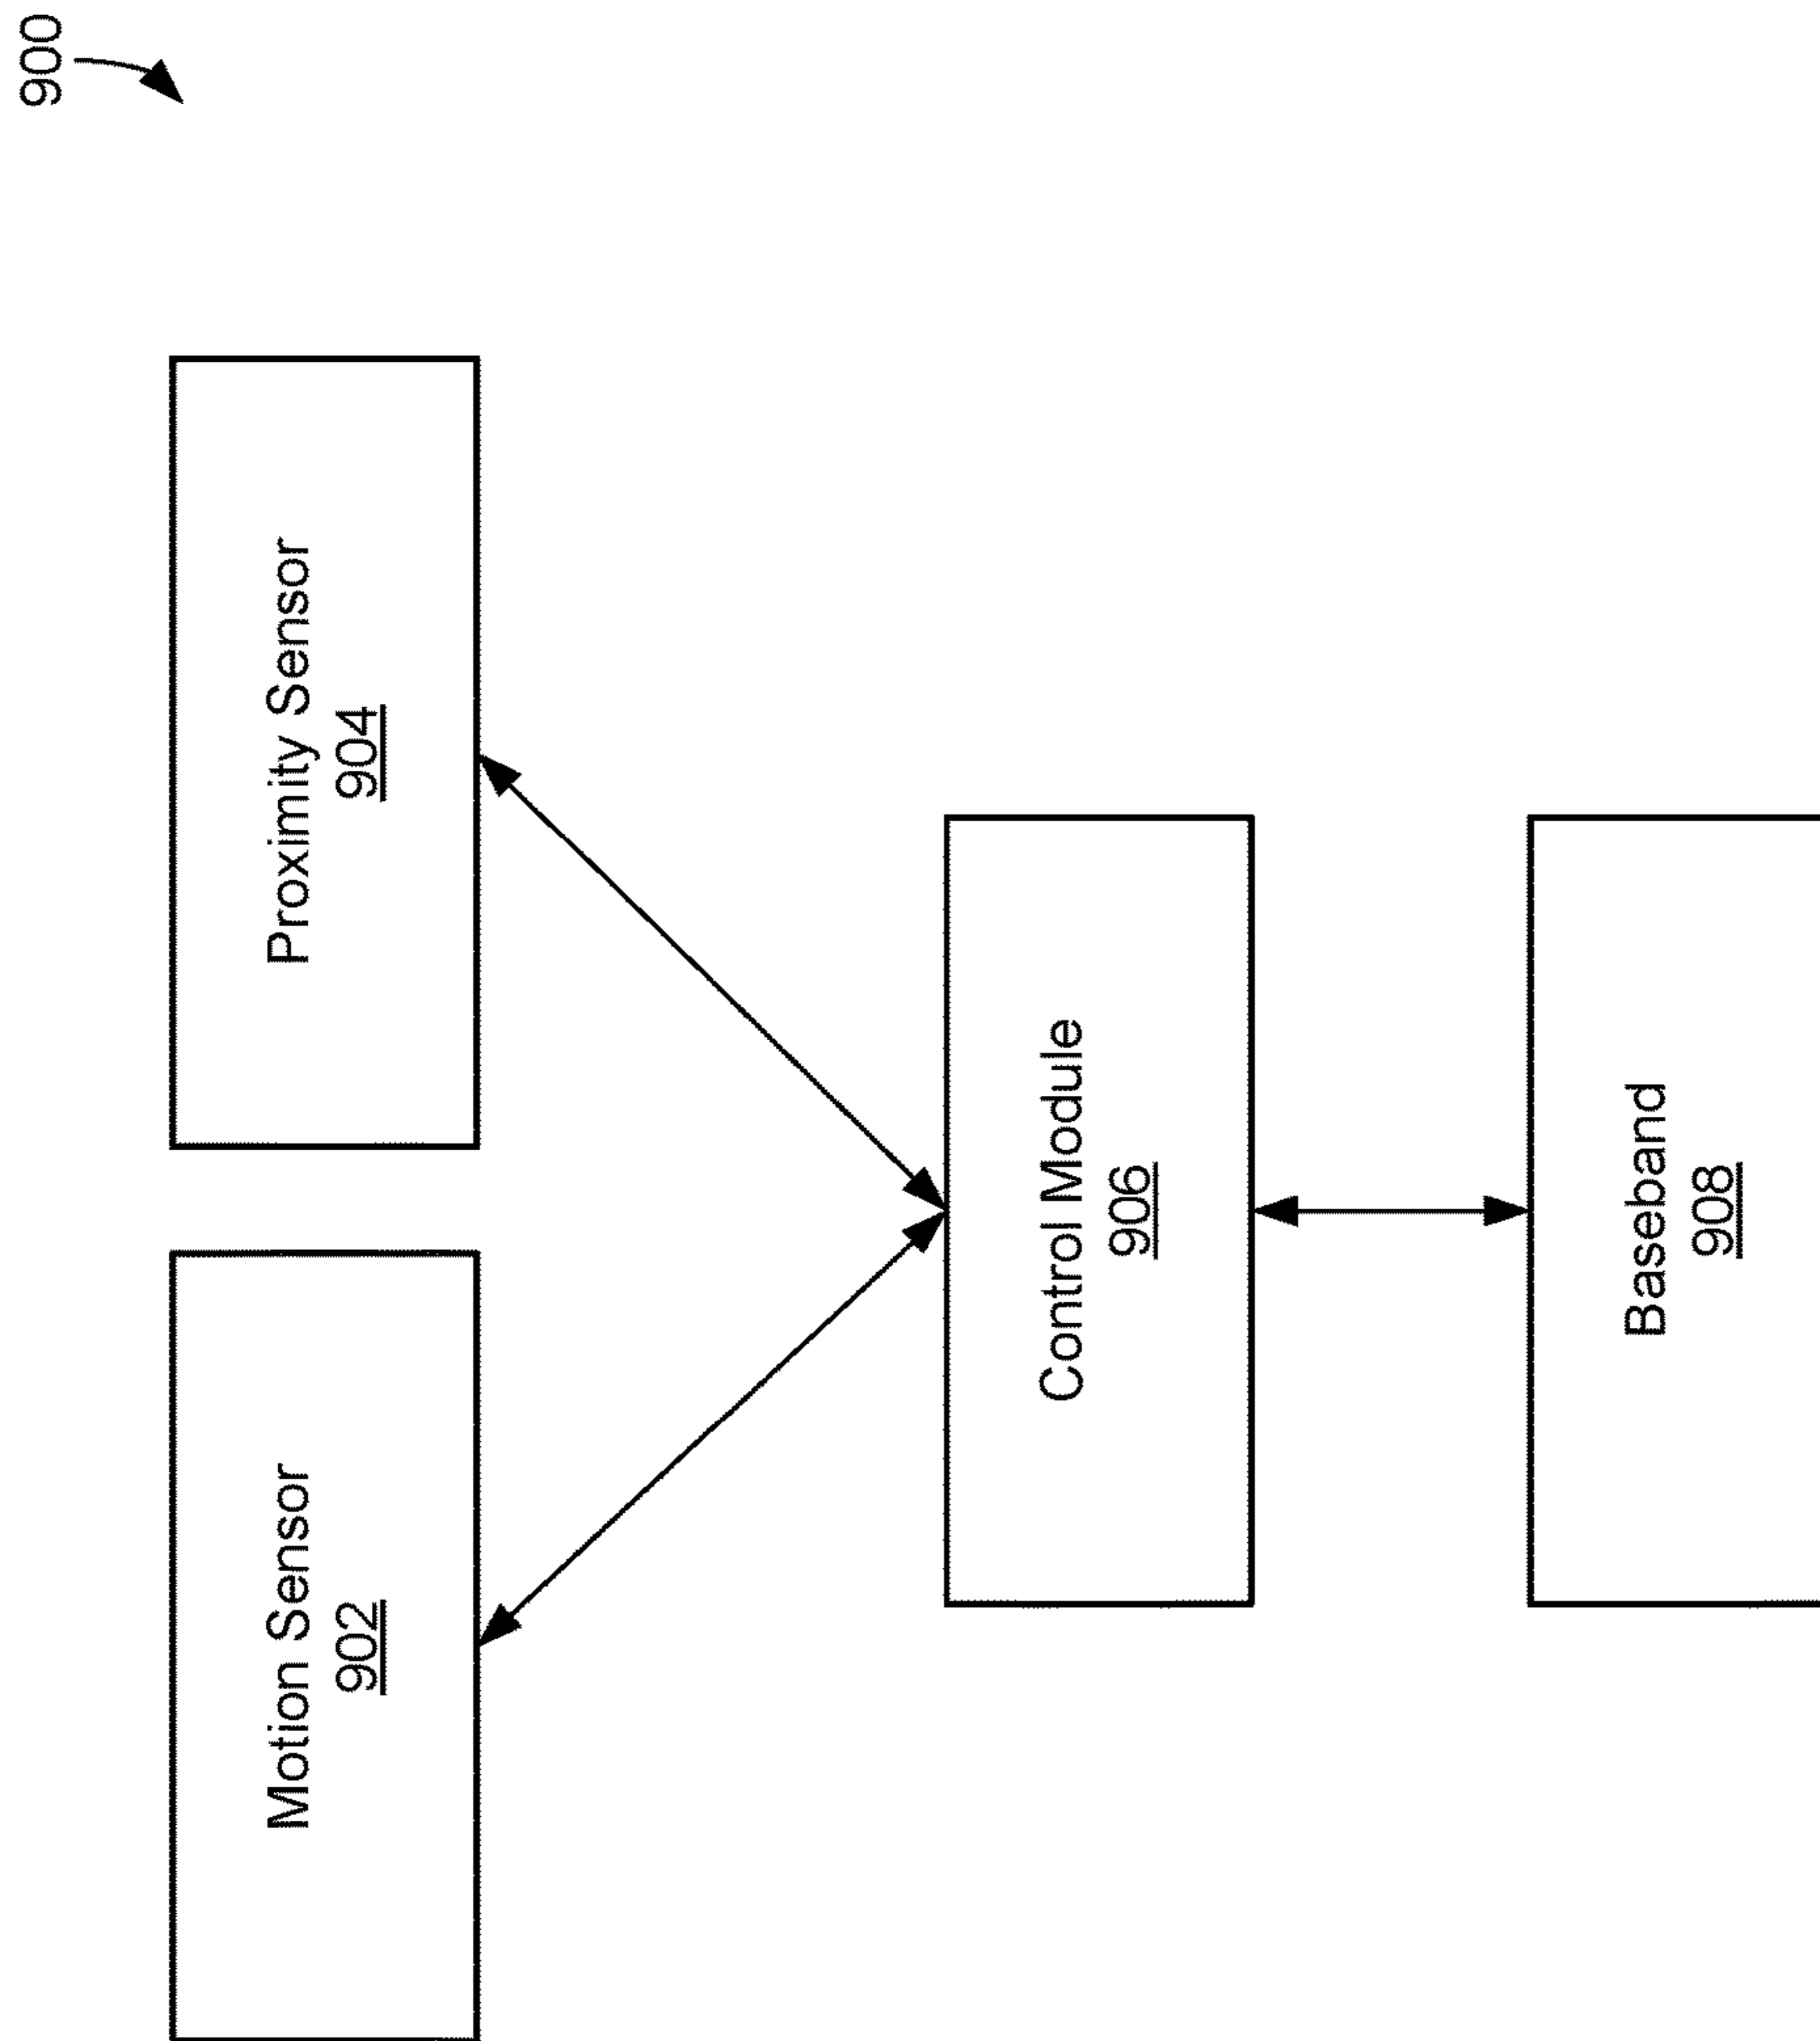 900
Motion Sensor
902
Proximity Sensor
904
Control Module
906
Baseband
908